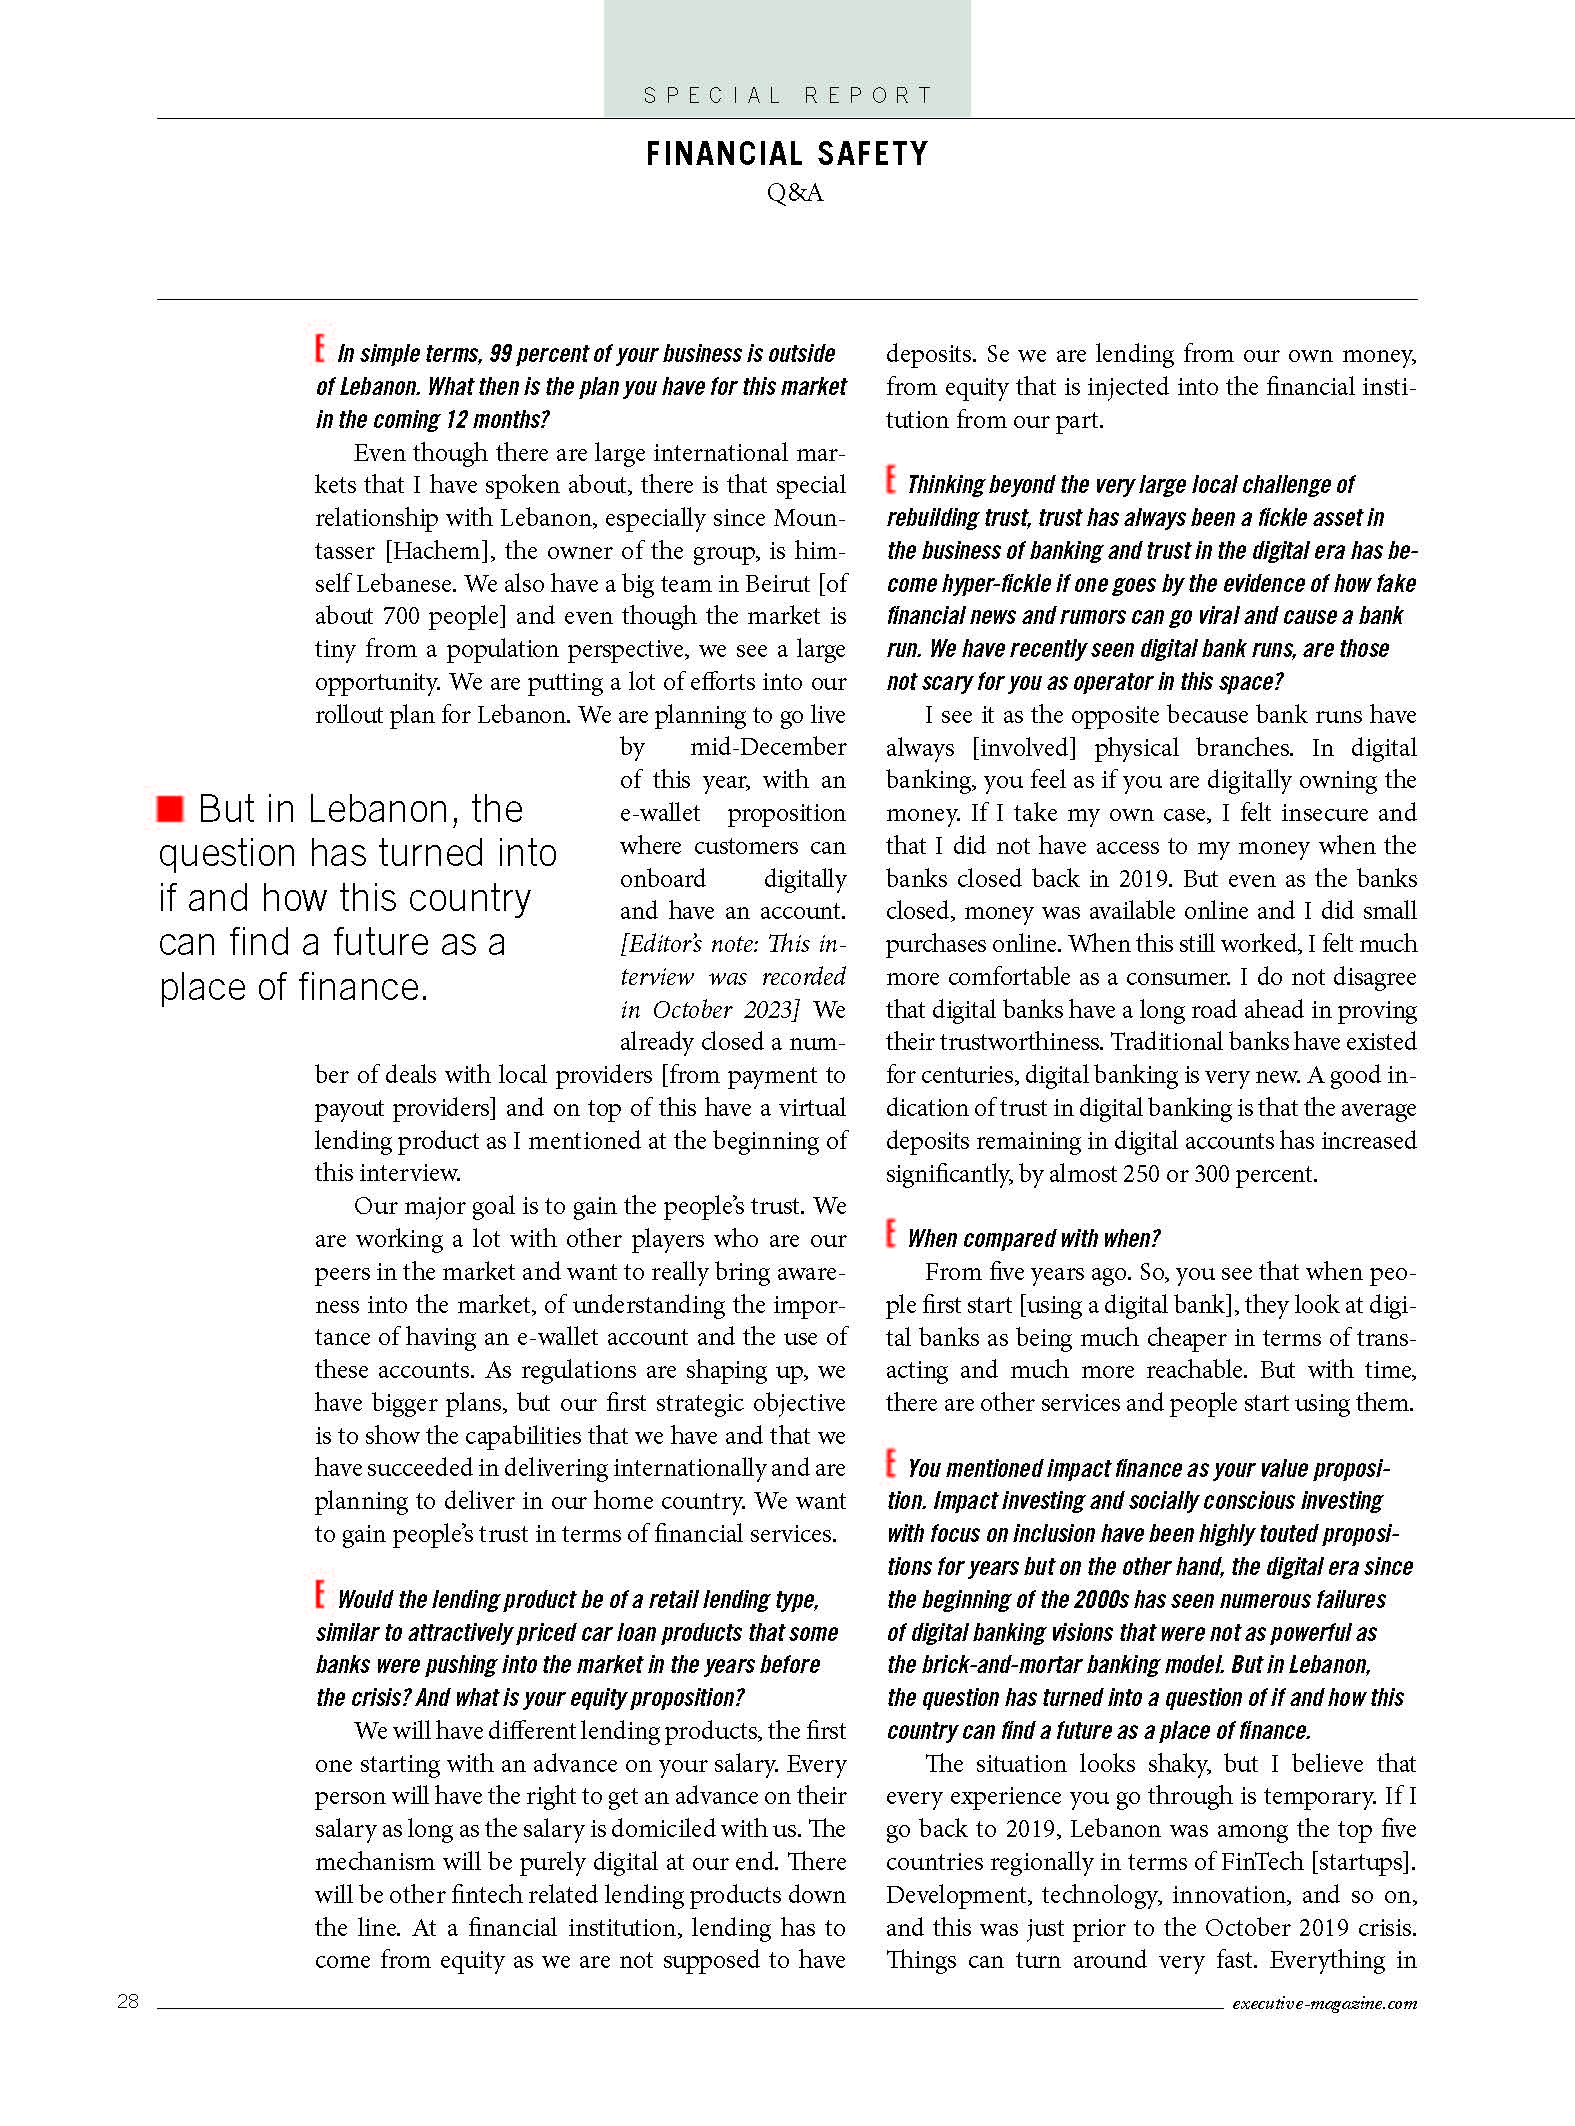 SPECIAL REPORT
FINANCIAL SAFETY
Q&A
E In simple terms, 99 percent of your business is outside
of Lebanon. What then is the plan you have for this market
in the coming 12 months?
Even though there are large international mar-
kets that I have spoken about, there is that special
relationship with Lebanon, especially since Moun-
tasser [Hachem], the owner of the group, is him-
self Lebanese. We also have a big team in Beirut [of
about 700 people] and even though the market is
tiny from a population perspective, we see a large
opportunity. We are putting a lot of efforts into our
rollout plan for Lebanon. We are planning to go live
by mid-December
of this year, with an
e-wallet proposition
where customers can
onboard digitally
and have an account.
[Editor's note: This in-
terview was recorded
in October 2023] We
already closed a num-
ber of deals with local providers [from payment to
payout providers] and on top of this have a virtual
lending product as I mentioned at the beginning of
this interview.
Our major goal is to gain the people's trust. We
are working a lot with other players who are our
peers in the market and want to really bring aware-
ness into the market, of understanding the impor-
tance of having an e-wallet account and the use of
these accounts. As regulations are shaping up, we
have bigger plans, but our first strategic objective
is to show the capabilities that we have and that we
have succeeded in delivering internationally and are
planning to deliver in our home country. We want
to gain people's trust in terms of financial services.
E Would the lending product be of a retail lending type,
similar to attractively priced car loan products that some
banks were pushing into the market in the years before
the crisis? And what is your equity proposition?
We will have different lending products, the first
one starting with an advance on your salary. Every
person will have the right to get an advance on their
salary as long as the salary is domiciled with us. The
mechanism will be purely digital at our end. There
will be other fintech related lending products down
the line. At a financial institution, lending has to
come from equity as we are not supposed to have
But in Lebanon, the
question has turned into
if and how this country
can find a future as a
place of finance.
deposits. Se we are lending from our own money,
from equity that is injected into the financial insti-
tution from our part.
E Thinking beyond the very large local challenge of
rebuilding trust, trust has always been a fickle asset in
the business of banking and trust in the digital era has be-
come hyper-fickle if one goes by the evidence of how fake
financial news and rumors can go viral and cause a bank
run. We have recently seen digital bank runs, are those
not scary for you as operator in this space?
I see it as the opposite because bank runs have
always [involved] physical branches. In digital
banking, you feel as if you are digitally owning the
money. If I take my own case, I felt insecure and
that I did not have access to my money when the
banks closed back in 2019. But even as the banks
closed, money was available online and I did small
purchases online. When this still worked, I felt much
more comfortable as a consumer. I do not disagree
that digital banks have a long road ahead in proving
their trustworthiness. Traditional banks have existed
for centuries, digital banking is very new. A good in-
dication of trust in digital banking is that the average
deposits remaining in digital accounts has increased
significantly, by almost 250 or 300 percent.
E When compared with when?
From five years ago. So, you see that when peo-
ple first start [using a digital bank], they look at digi-
tal banks as being much cheaper in terms of trans-
acting and much more reachable. But with time,
there are other services and people start using them.
E You mentioned impact finance as your value proposi-
tion. Impact investing and socially conscious investing
with focus on inclusion have been highly touted proposi-
tions for years but on the other hand, the digital era since
the beginning of the 2000s has seen numerous failures
of digital banking visions that were not as powerful as
the brick-and-mortar banking model. But in Lebanon,
the question has turned into a question of if and how this
country can find a future as a place of finance.
The situation looks shaky, but I believe that
every experience you go through is temporary. If I
go back to 2019, Lebanon was among the top five
countries regionally in terms of FinTech [startups].
Development, technology, innovation, and so on,
and this was just prior to the October 2019 crisis.
Things can turn around very fast. Everything in
28
executive-magazine.com